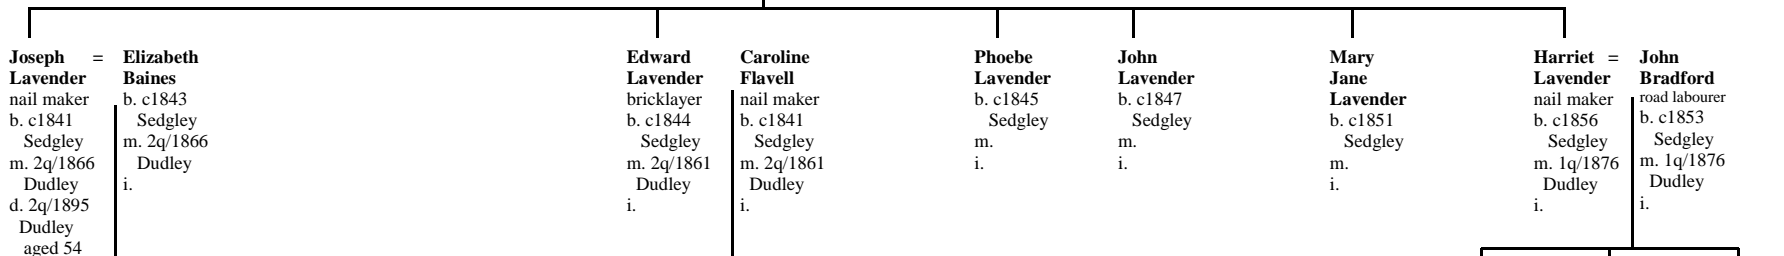 Joseph =
Lavender
nail maker
b. c1841
Sedgley
m. 2q/1866
Dudley
d. 2q/1895
Dudley
aged 54
Elizabeth
Baines
b. c1843
Sedgley
m. 2q/1866
Dudley
i.
Edward
Lavender
bricklayer
b. c1844
Sedgley
m. 2q/1861
Dudley
i.
Caroline
Flavell
nail maker
b. c1841
Sedgley
m. 2q/1861
Dudley
i.
Phoebe
Lavender
b. c1845
Sedgley
m.
i.
John
Lavender
b. c1847
Sedgley
m.
i.
Mary
Jane
Lavender
b. c1851
Sedgley
m.
i.
Harriet =
Lavender
nail maker
b. c1856
Sedgley
m. 1q/1876
Dudley
i.
John
Bradford
road labourer
b. c1853
Sedgley
m. 1q/1876
Dudley
i.